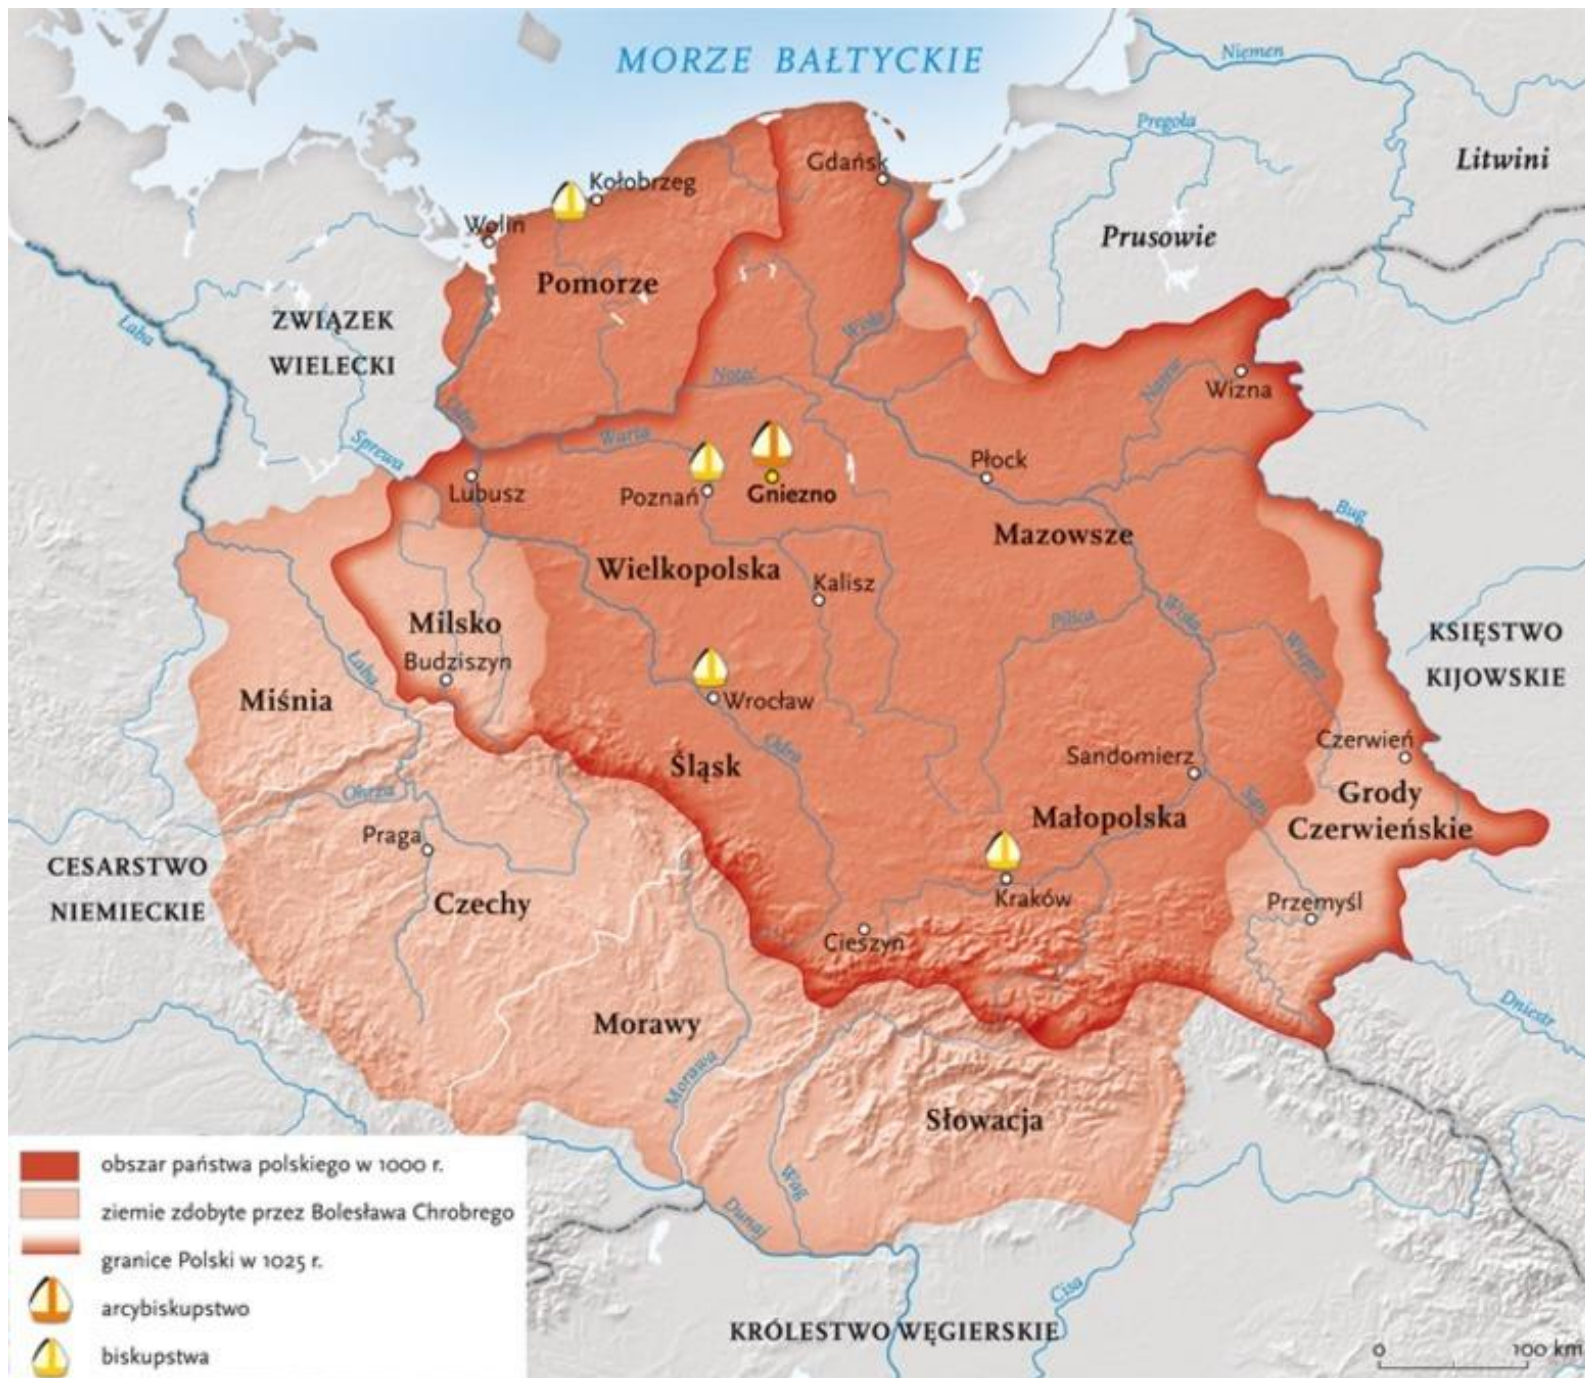 MORZE BAŁTYCKIE
Niemen
Pregoła
Litwini
Gdańsk
Kołobrzeg
Wolin
Prusowie
Pomorze
ZWIĄZEK
WIELECKI
Łaba
Wisła
Noteć
Narew
Wizna
Odra
Warta
Sprewa
Płock
Lubusz
Poznań
Gniezno
Bug
Mazowsze
Wielkopolska
Kalisz
Pilica
Wisła
Wieprz
KSIĘSTWO
KIJOWSKIE
Milsko
Budziszyn
Łaba
Miśnia
Wrocław
Odra
Czerwień
Sandomierz
Śląsk
Ohrza
Grody
Czerwieńskie
San
Małopolska
Praga
CESARSTWO
NIEMIECKIE
Czechy
Kraków
Przemyśl
Cieszyn
Dniestr
Morawy
Morawa
Słowacja
Wag
Dunaj
Cisa
KRÓLESTWO WĘGIERSKIE
obszar państwa polskiego w 1000 r.
ziemie zdobyte przez Bolesława Chrobrego
granice Polski w 1025 r.
arcybiskupstwo
biskupstwa
0 100 km